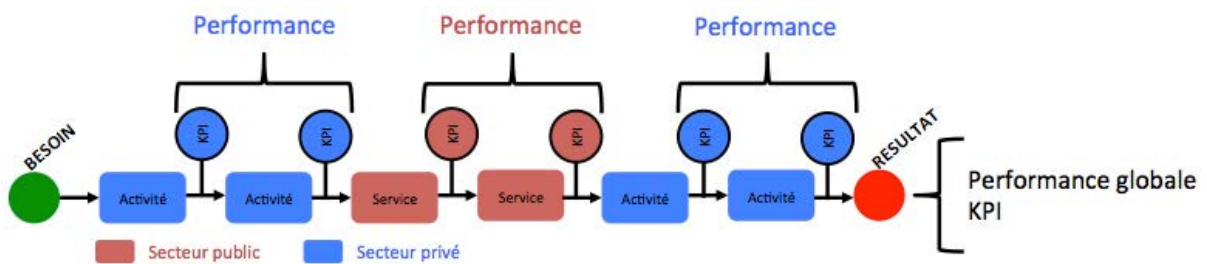 Performance
Performance
Performance
KPI
KPI
KPI
KPI
KPI
KPI
BESOIN
RESULTAT
Activité
Activité
Service
Service
Activité
Activité
Performance globale
KPI
Secteur public
Secteur privé